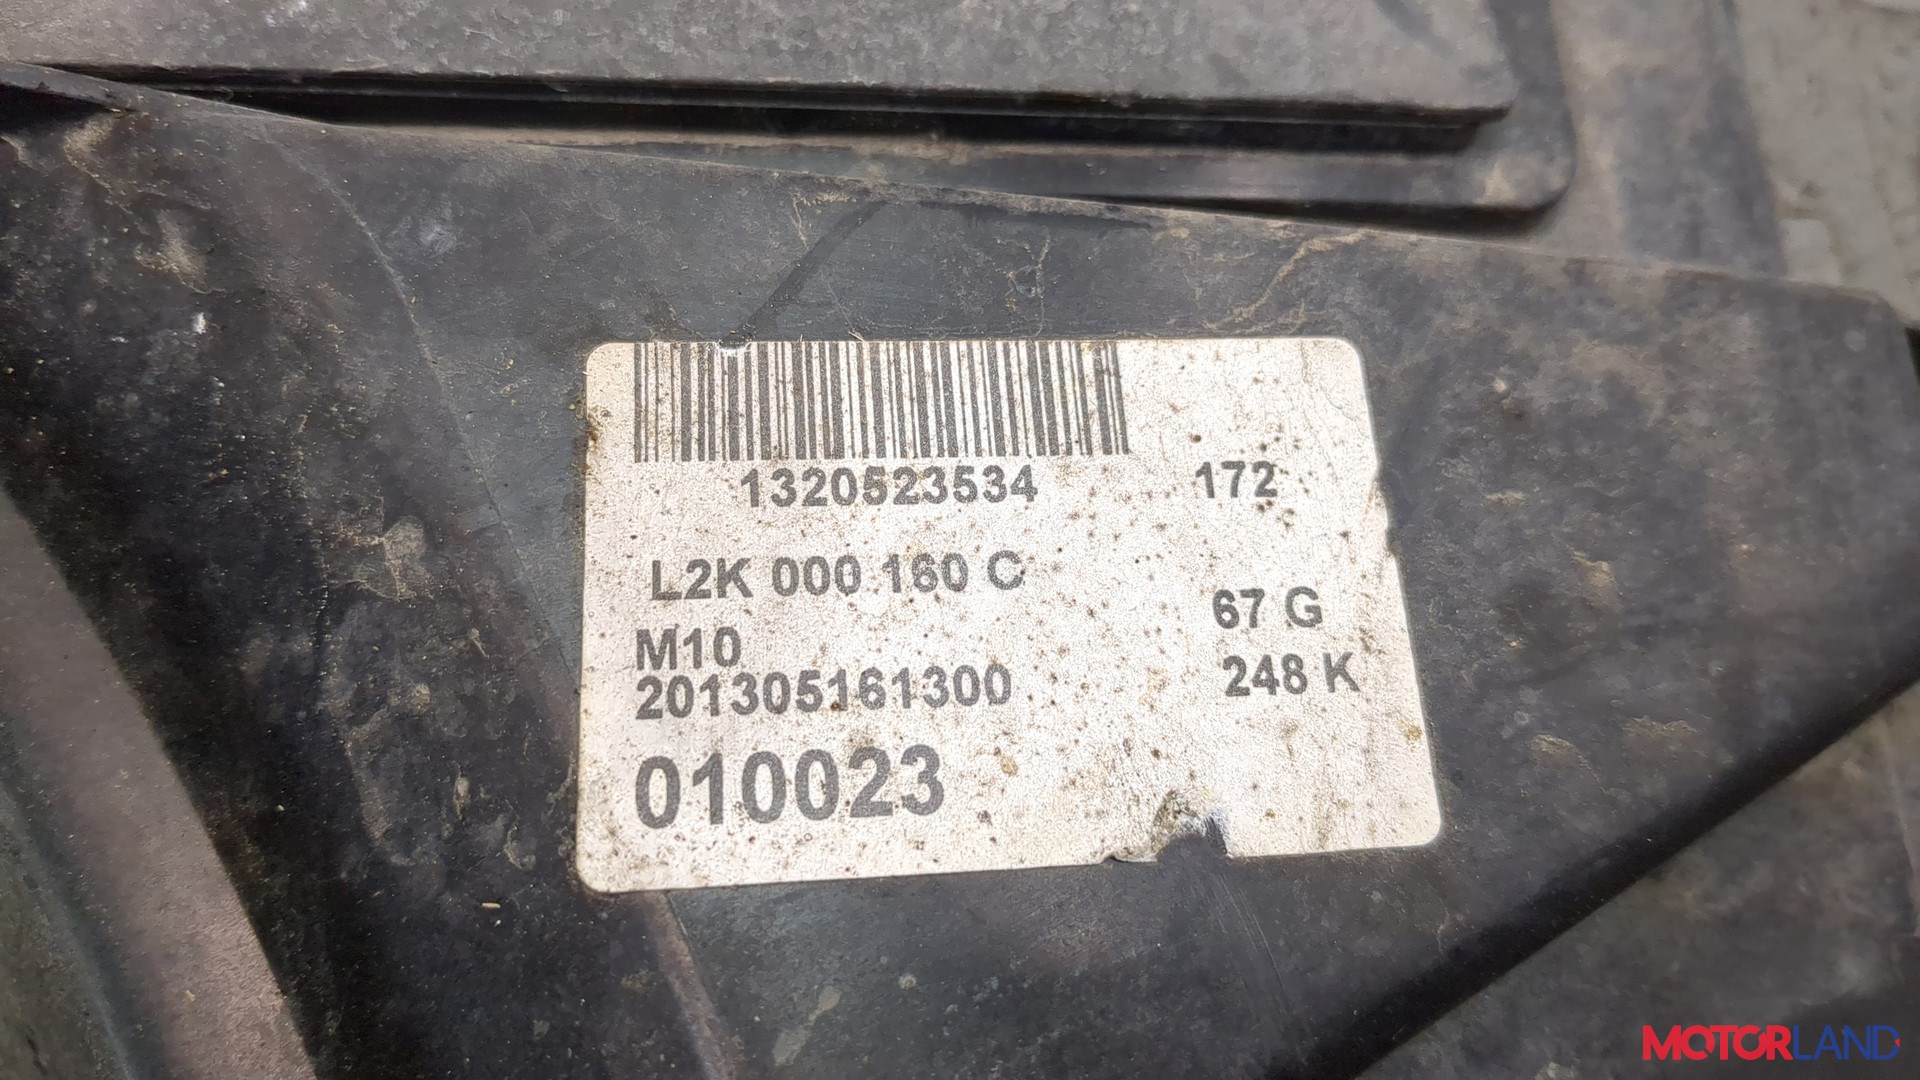 1320523534 172
L2K 000 160 C
67 G
M10
201305161300 248 K
010023
MOTORLAND